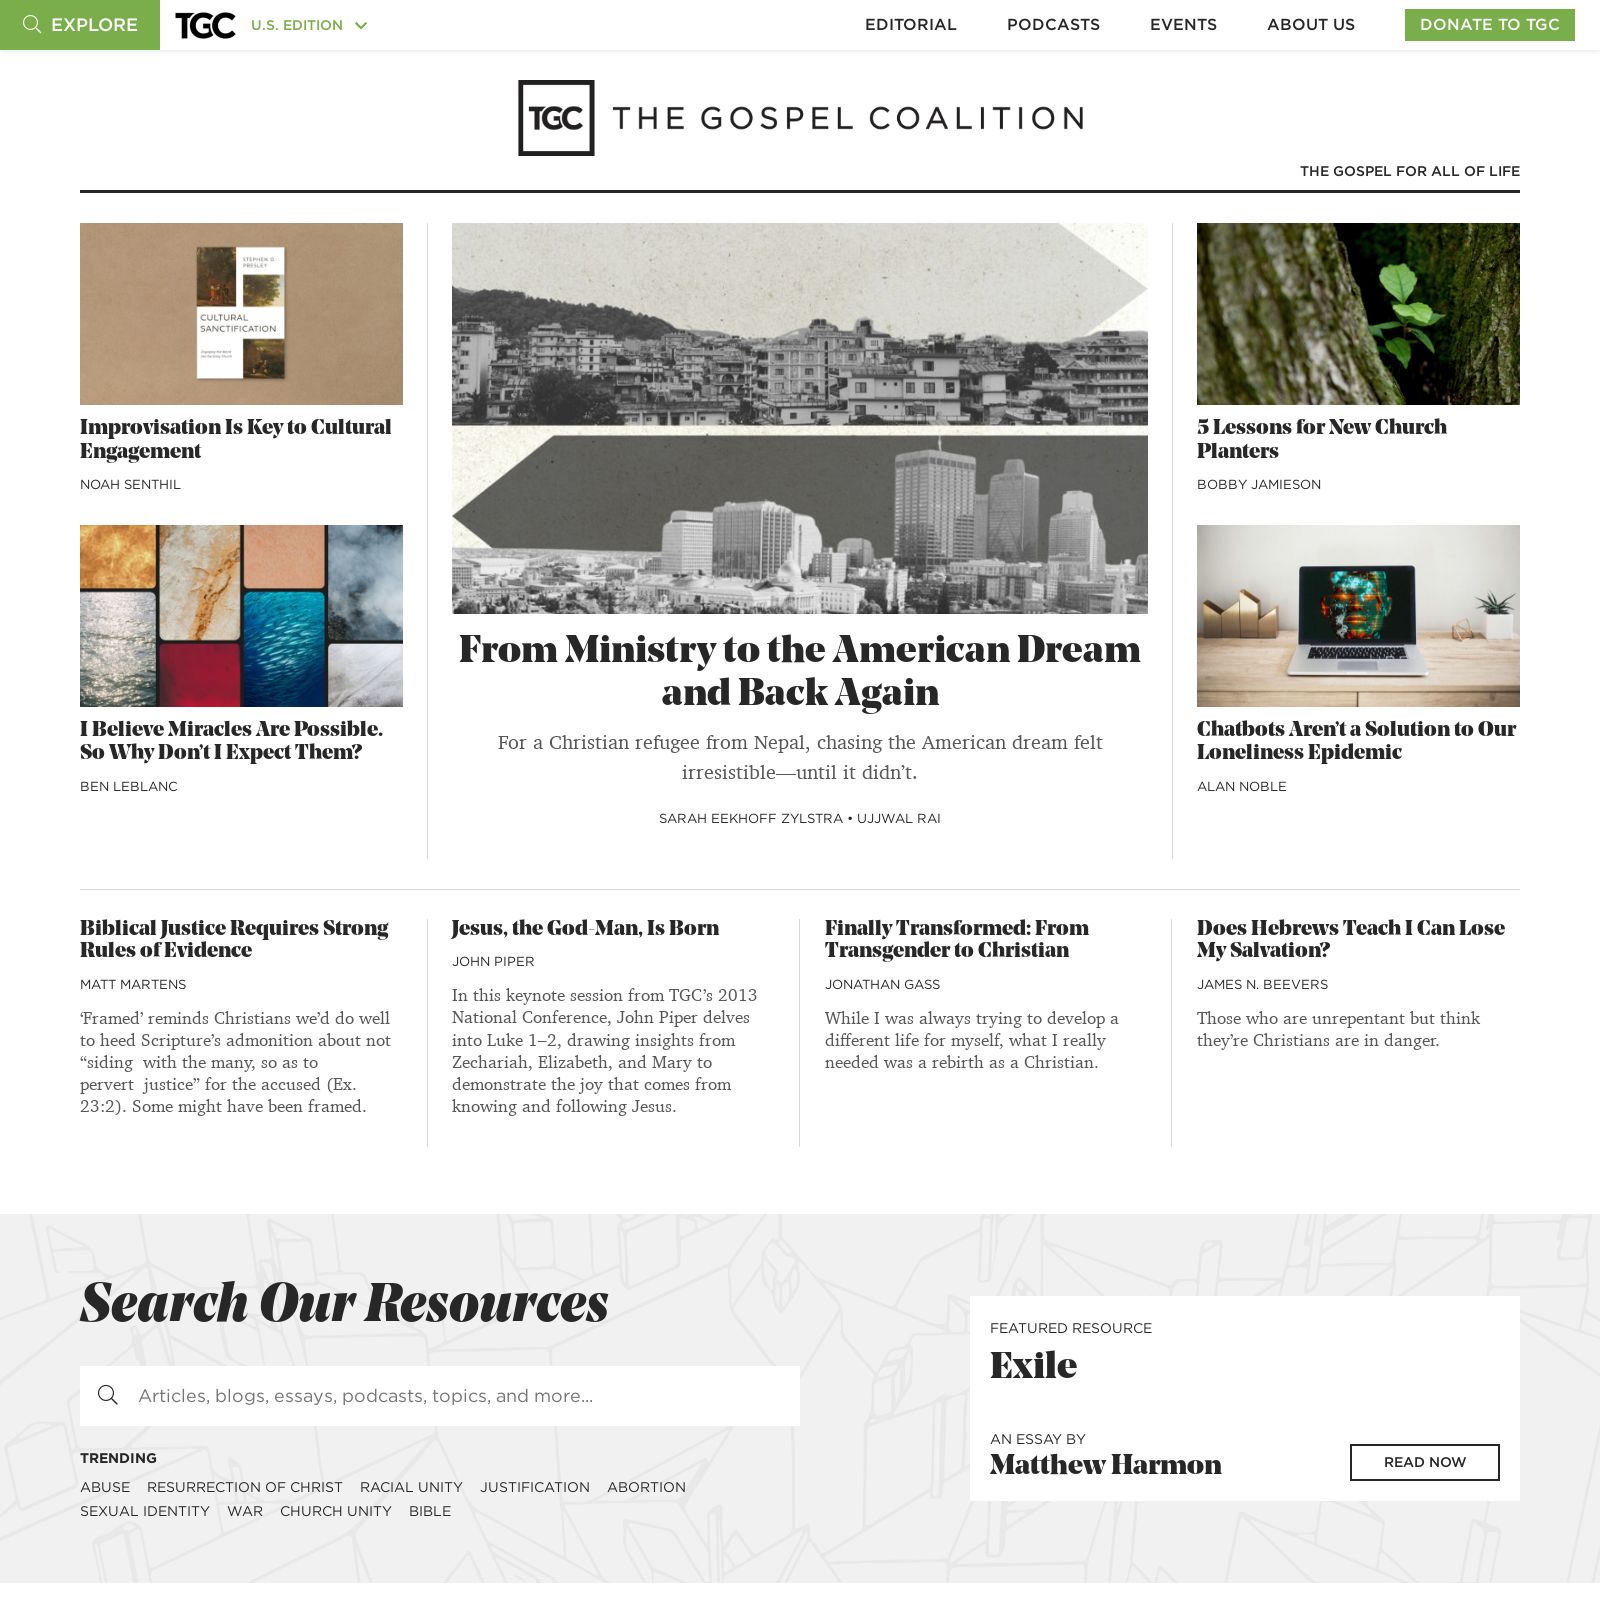 EXPLORE
TGC
U.S. EDITION
EDITORIAL
PODCASTS
EVENTS
ABOUT US
DONATE TO TGC
TGC
THE GOSPEL COALITION
THE GOSPEL FOR ALL OF LIFE
STEPHEN O.
PRESLEY
CULTURAL
SANCTIFICATION
Improvisation Is Key to Cultural
Engagement
NOAH SENTHIL
I Believe Miracles Are Possible.
So Why Don’t I Expect Them?
BEN LEBLANC
From Ministry to the American Dream
and Back Again
For a Christian refugee from Nepal, chasing the American dream felt
irresistible—until it didn’t.
SARAH EEKHOFF ZYLSTRA • UJJWAL RAI
5 Lessons for New Church
Planters
BOBBY JAMIESON
Chatbots Aren’t a Solution to Our
Loneliness Epidemic
ALAN NOBLE
Biblical Justice Requires Strong
Rules of Evidence
MATT MARTENS
‘Framed’ reminds Christians we’d do well
to heed Scripture’s admonition about not
“siding with the many, so as to
pervert justice” for the accused (Ex.
23:2). Some might have been framed.
Jesus, the God-Man, Is Born
JOHN PIPER
In this keynote session from TGC’s 2013
National Conference, John Piper delves
into Luke 1–2, drawing insights from
Zechariah, Elizabeth, and Mary to
demonstrate the joy that comes from
knowing and following Jesus.
Finally Transformed: From
Transgender to Christian
JONATHAN GASS
While I was always trying to develop a
different life for myself, what I really
needed was a rebirth as a Christian.
Does Hebrews Teach I Can Lose
My Salvation?
JAMES N. BEEVERS
Those who are unrepentant but think
they’re Christians are in danger.
Search Our Resources
Articles, blogs, essays, podcasts, topics, and more...
TRENDING
ABUSE RESURRECTION OF CHRIST RACIAL UNITY JUSTIFICATION ABORTION
SEXUAL IDENTITY WAR CHURCH UNITY BIBLE
FEATURED RESOURCE
Exile
AN ESSAY BY
Matthew Harmon
READ NOW